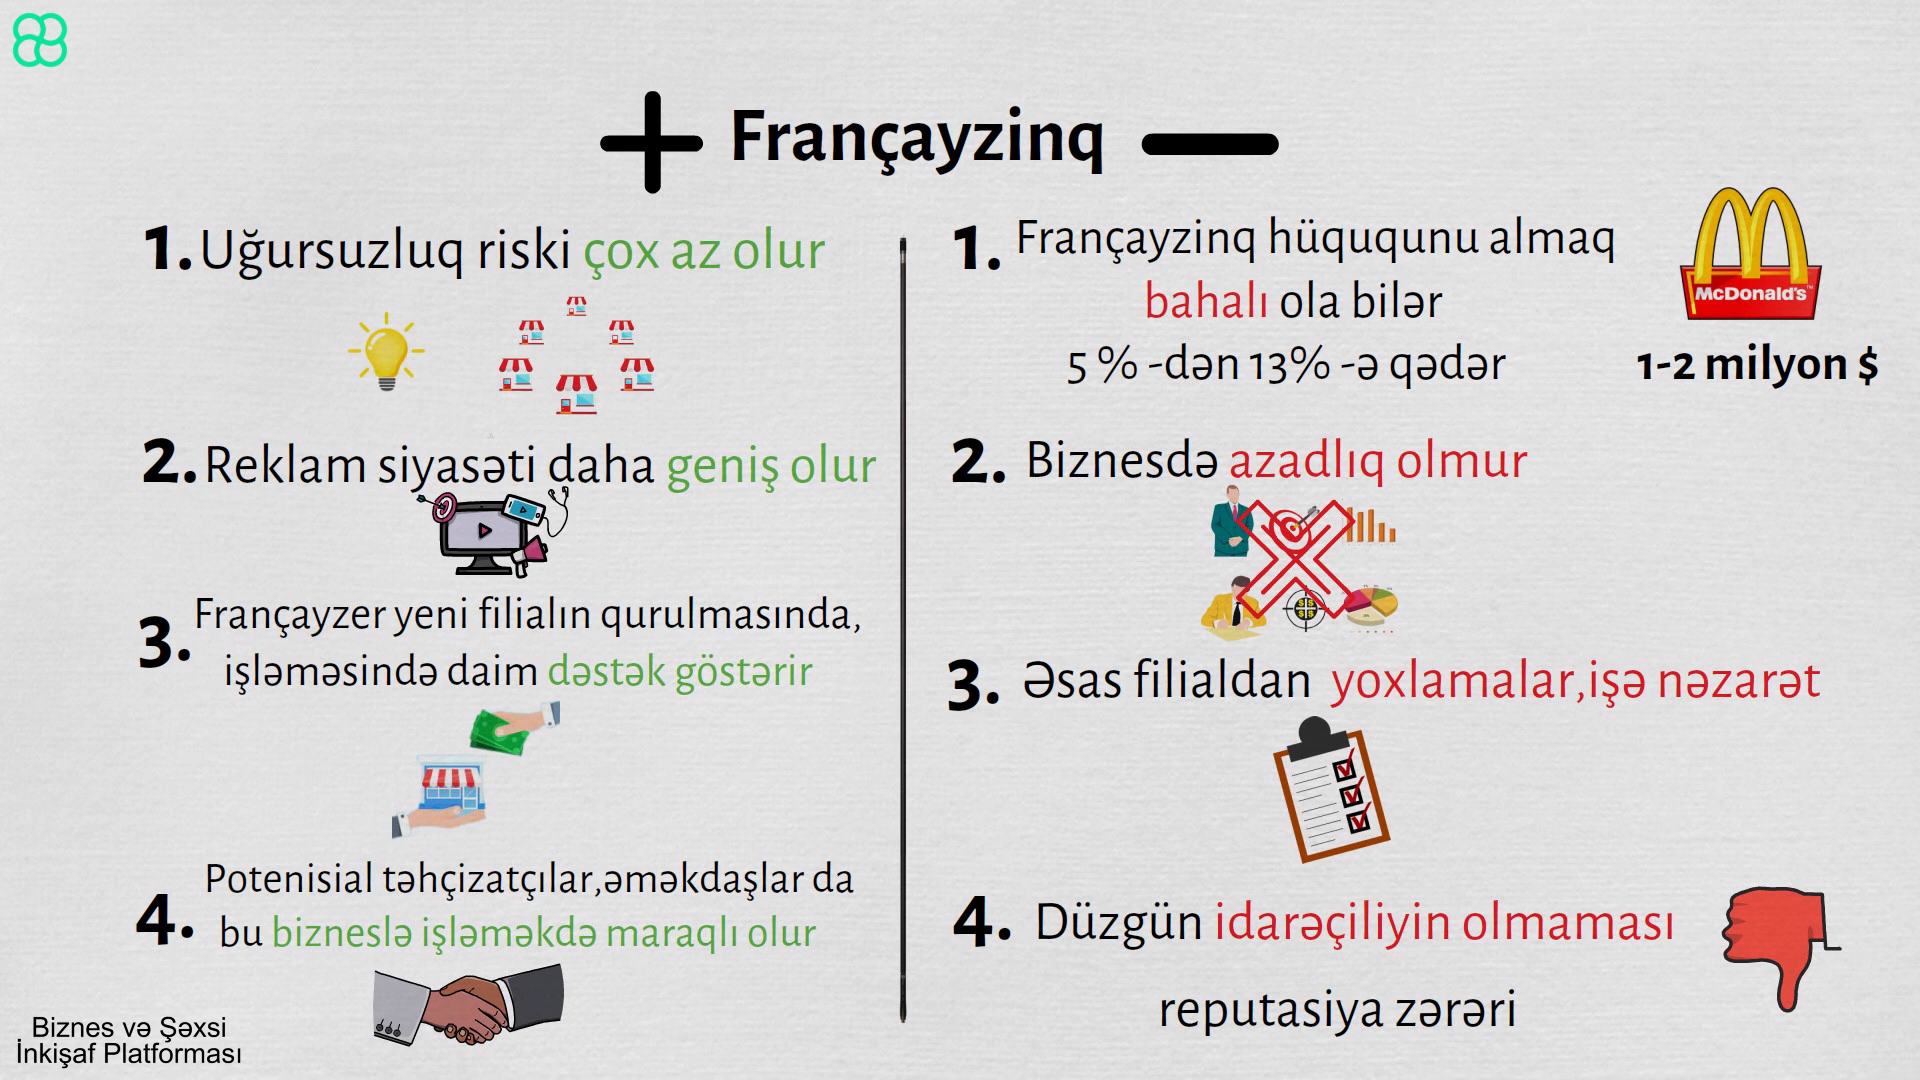 Françayzinq
1. Uğursuzluq riski çox az olur
2. Reklam siyasəti daha geniş olur
3. Françayzer yeni filialın qurulmasında,
işləməsində daim dəstək göstərir
4. Potenisial təhçizatçılar,əməkdaşlar da
bu bizneslə işləməkdə maraqlı olur
1. Françayzinq hüququnu almaq
bahalı ola bilər
5 % -dən 13% -ə qədər
McDonald's™
1-2 milyon $
2. Biznesdə azadlıq olmur
3. Əsas filialdan yoxlamalar,işə nəzarət
4. Düzgün idarəçiliyin olmaması
reputasiya zərəri
Biznes və Şəxsi
İnkişaf Platforması